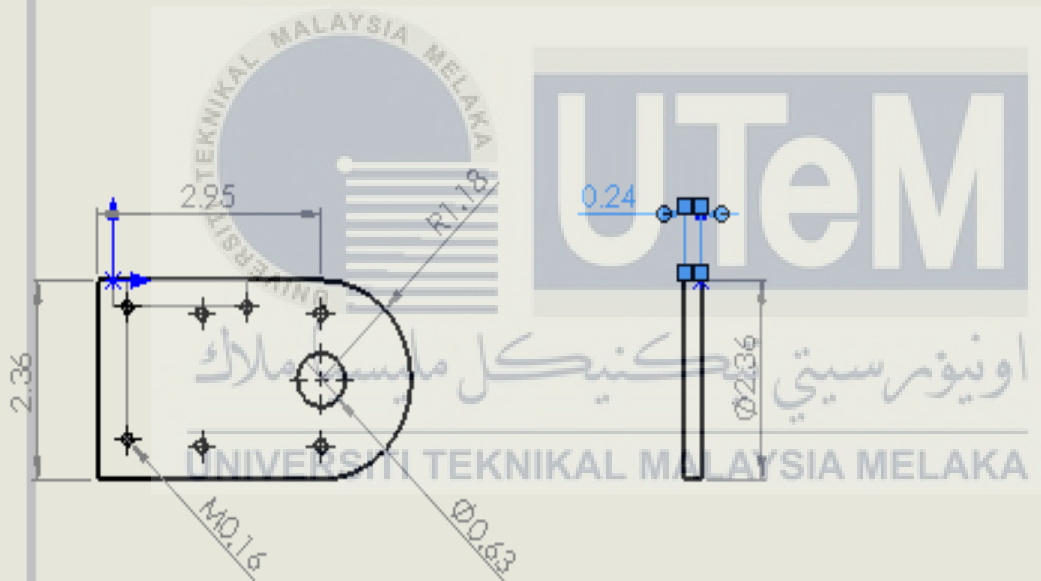 UNIVERSITI TEKNIKAL MALAYSIA MELAKA
UTeM
2.95
R1,18
0.24
2.36
Ø2.36
اونيۏرسيتي تيكنيكل مليسيا ملاك
UNIVERSITI TEKNIKAL MALAYSIA MELAKA
M0,16
Ø0,63